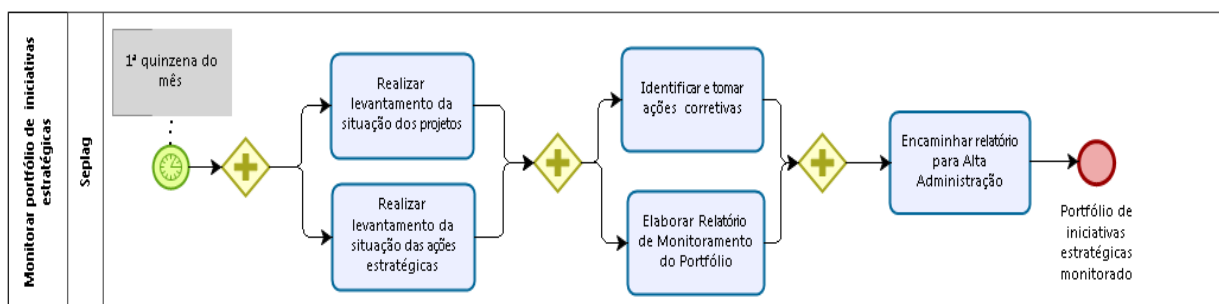 Monitorar portfólio de iniciativas
estratégicas
Seplag
1ª quinzena do
mês
Realizar
levantamento da
situação dos projetos
Realizar
levantamento da
situação das ações
estratégicas
Identificar e tomar
ações corretivas
Elaborar Relatório
de Monitoramento
do Portfólio
Encaminhar relatório
para Alta
Administração
Portfólio de
iniciativas
estratégicas
monitorado